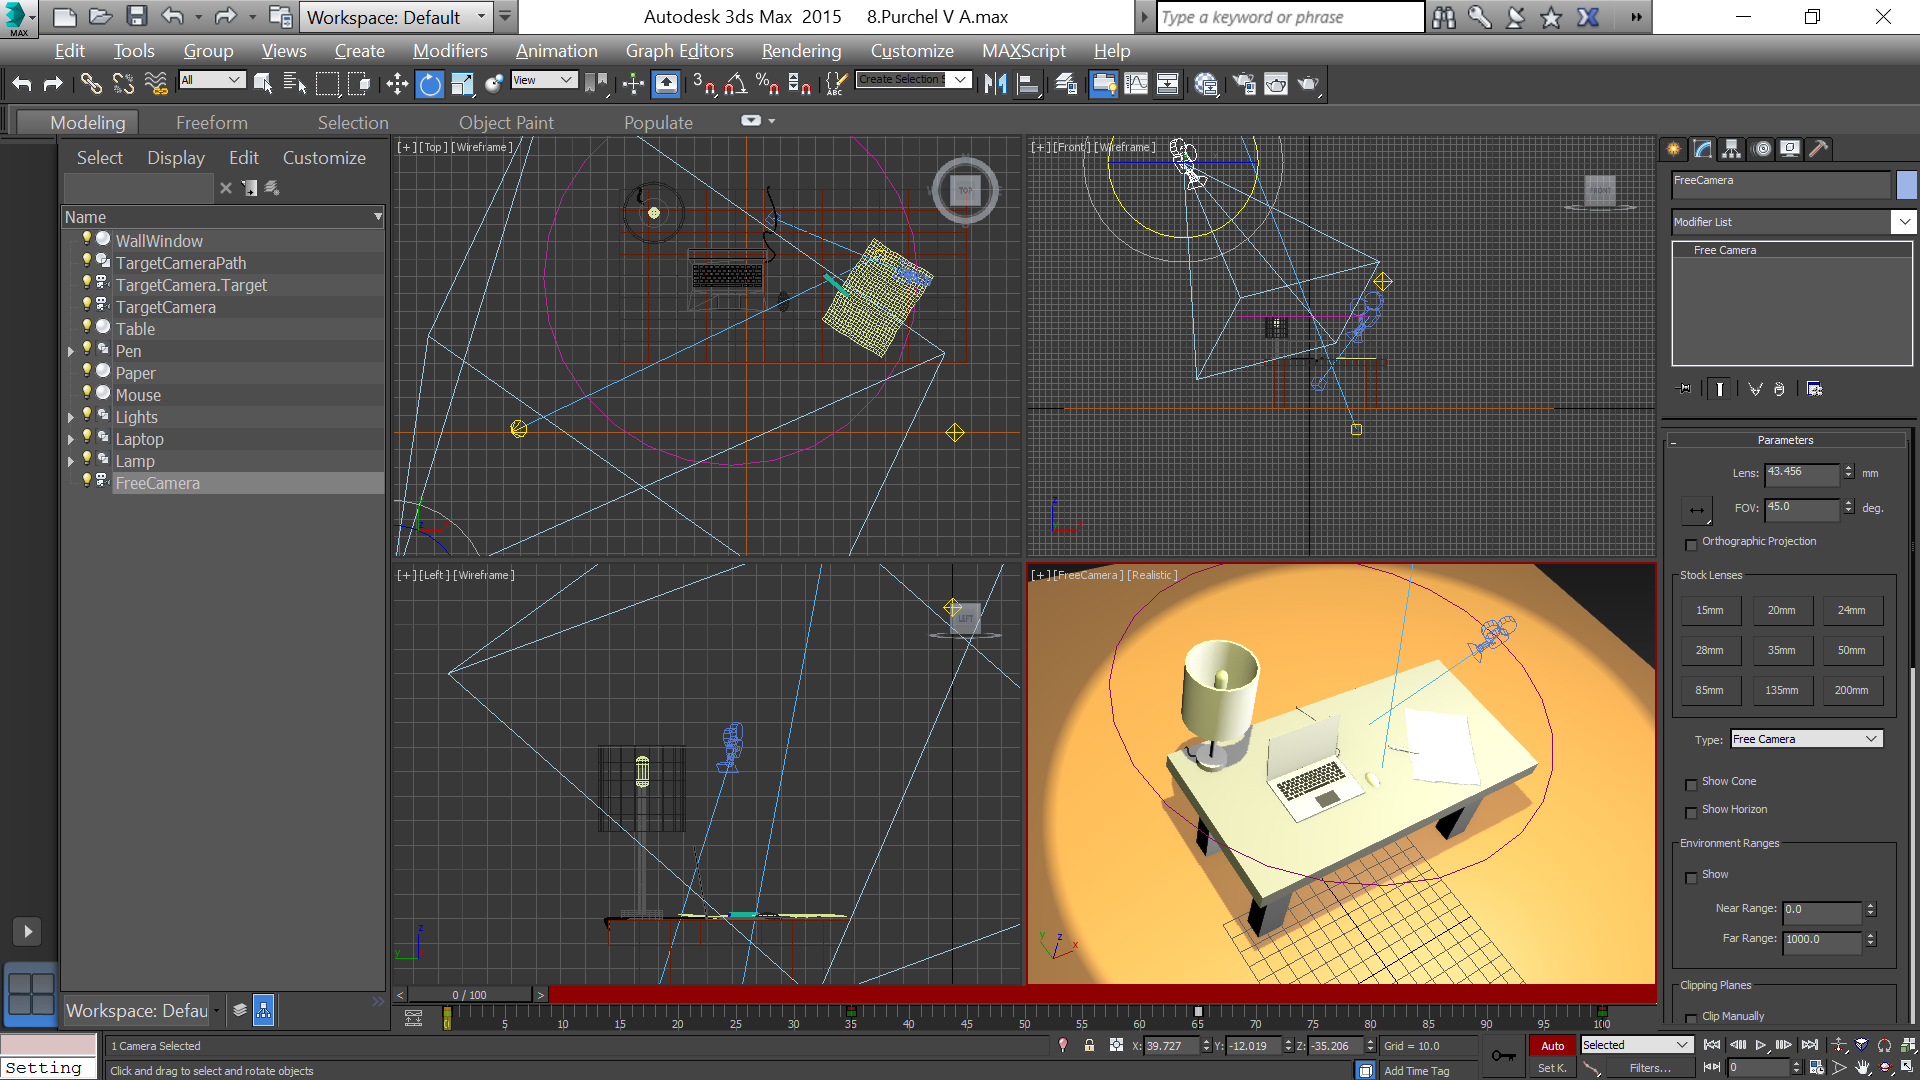 MAX
Workspace: Default
Autodesk 3ds Max 2015 8.Purchel V A.max
Type a keyword or phrase
Edit Tools Group Views Create Modifiers Animation Graph Editors Rendering Customize MAXScript Help
All
View
3
%
ABC
Create Selection S
Modeling Freeform Selection Object Paint Populate
Select Display Edit Customize
Name
WallWindow
TargetCameraPath
TargetCamera.Target
TargetCamera
Table
Pen
Paper
Mouse
Lights
Laptop
Lamp
FreeCamera
Workspace: Defau
[+][Top][Wireframe]
TOP
[+][Front][Wireframe]
FRONT
[+][Left][Wireframe]
LEFT
[+][FreeCamera][Realistic]
FreeCamera
Modifier List
Free Camera
Parameters
Lens: 43.456 mm
FOV: 45.0 deg.
Orthographic Projection
Stock Lenses
15mm 20mm 24mm
28mm 35mm 50mm
85mm 135mm 200mm
Type: Free Camera
Show Cone
Show Horizon
Environment Ranges
Show
Near Range: 0.0
Far Range: 1000.0
Clipping Planes
Clip Manually
< 0 / 100 >
0 5 10 15 20 25 30 35 40 45 50 55 60 65 70 75 80 85 90 95 100
1 Camera Selected
X: 39.727 Y: -12.019 Z: -35.206 Grid = 10.0
Auto Selected
Setting
Click and drag to select and rotate objects
Add Time Tag
Set K. Filters... 0